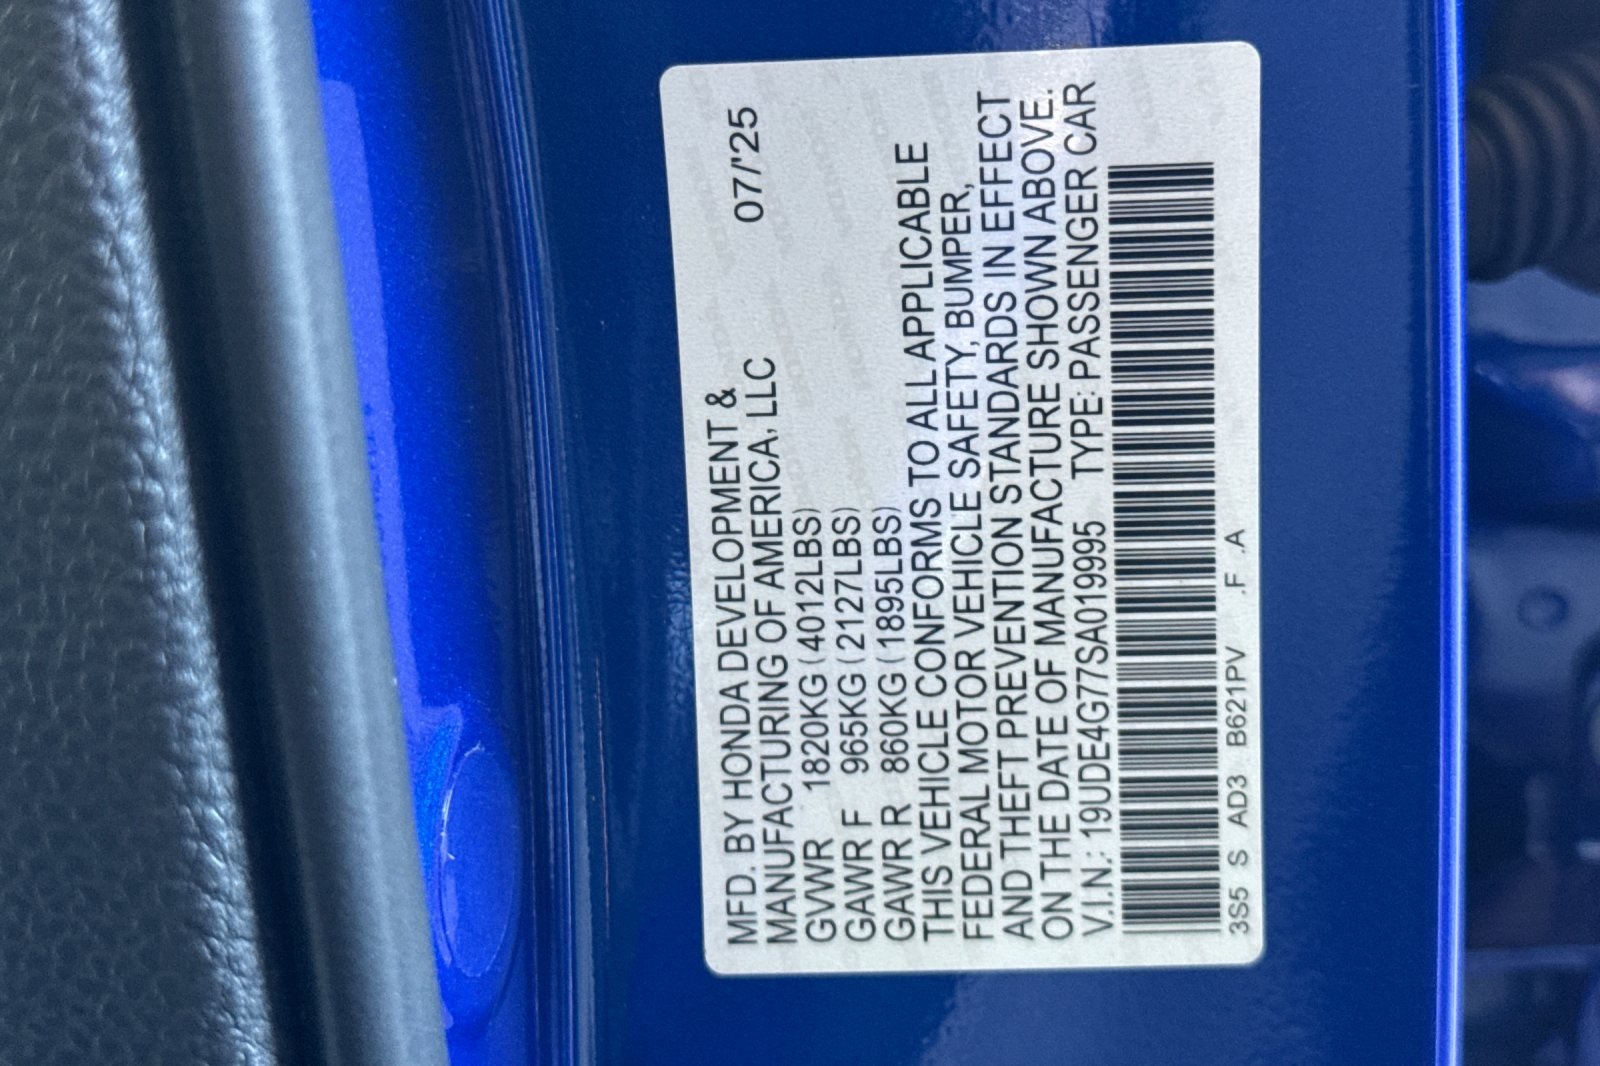 MFD. BY HONDA DEVELOPMENT &
MANUFACTURING OF AMERICA, LLC 07/'25
GVWR 1820KG (4012LBS)
GAWR F 965KG (2127LBS)
GAWR R 860KG (1895LBS)
THIS VEHICLE CONFORMS TO ALL APPLICABLE
FEDERAL MOTOR VEHICLE SAFETY, BUMPER,
AND THEFT PREVENTION STANDARDS IN EFFECT
ON THE DATE OF MANUFACTURE SHOWN ABOVE.
V.I.N.: 19UDE4G77SA019995 TYPE: PASSENGER CAR
3S5 S AD3 B621PV .F .A